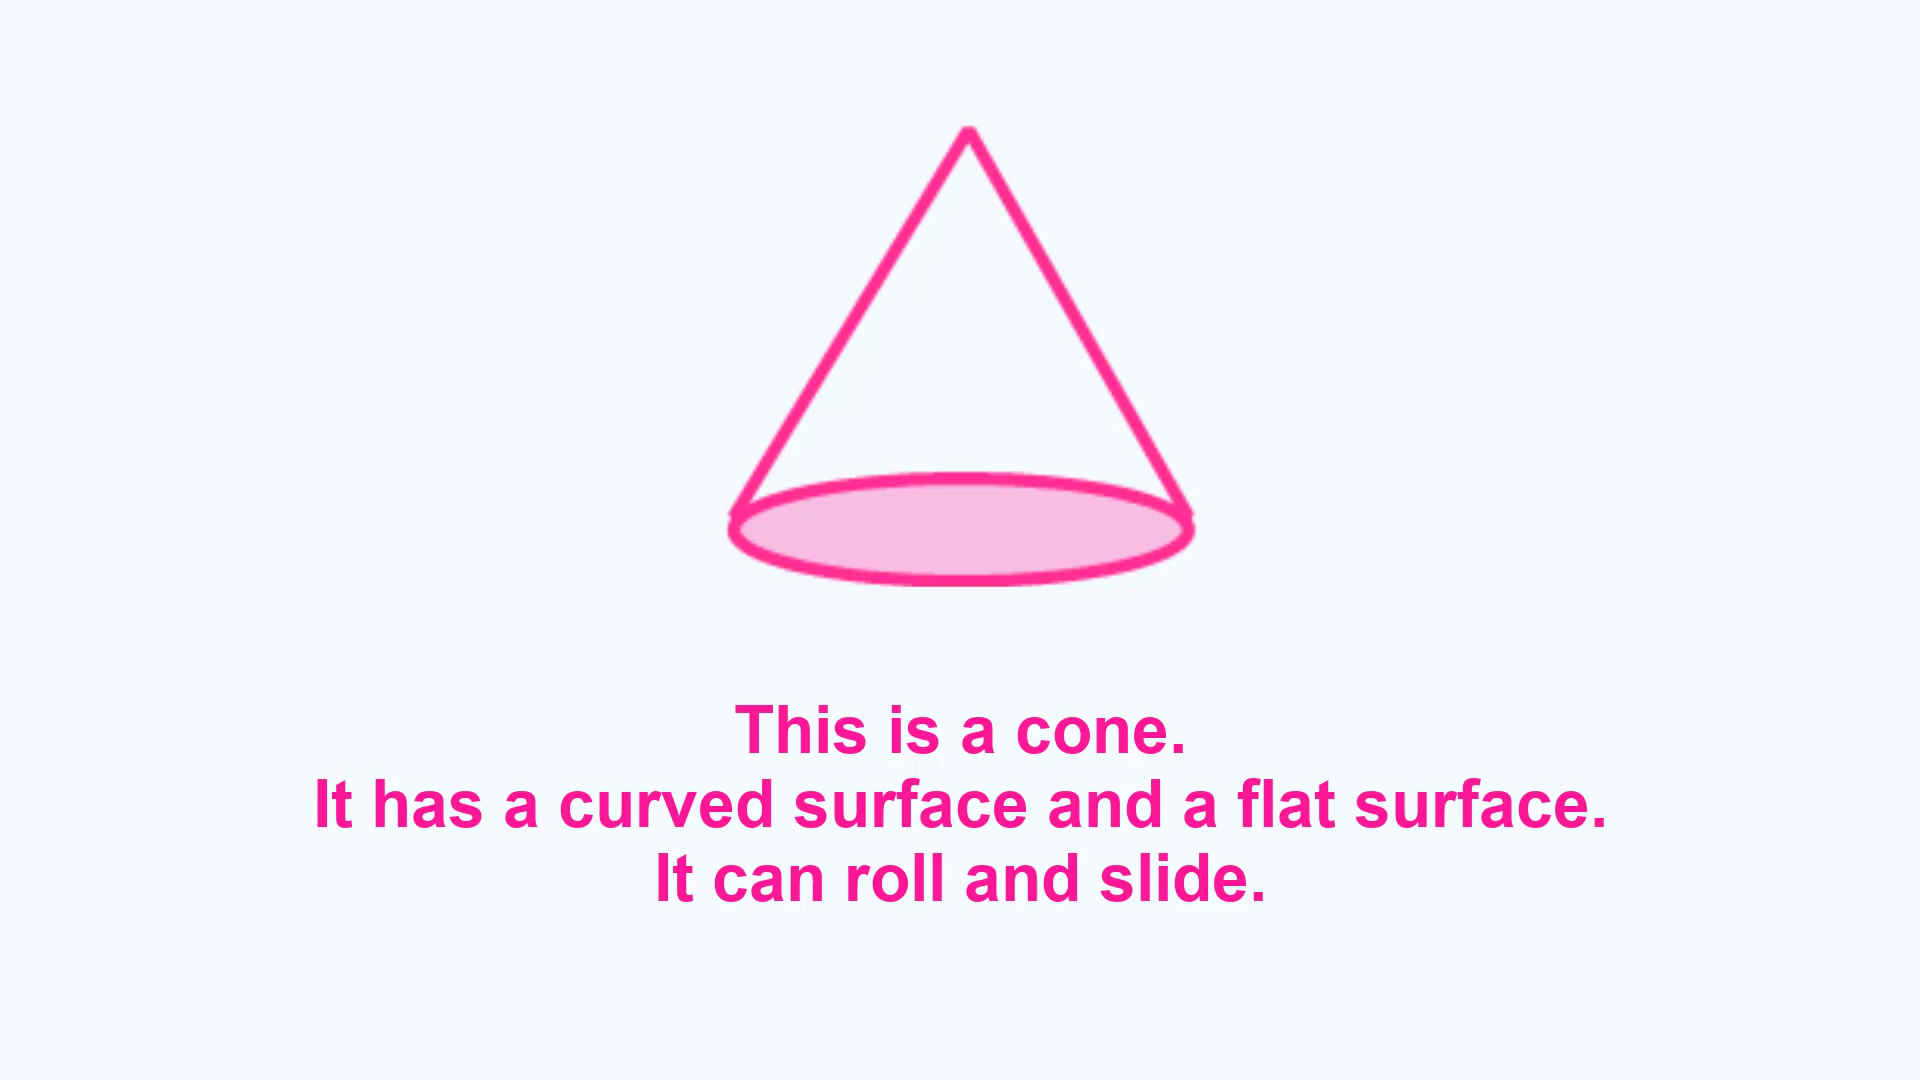 This is a cone.
It has a curved surface and a flat surface.
It can roll and slide.